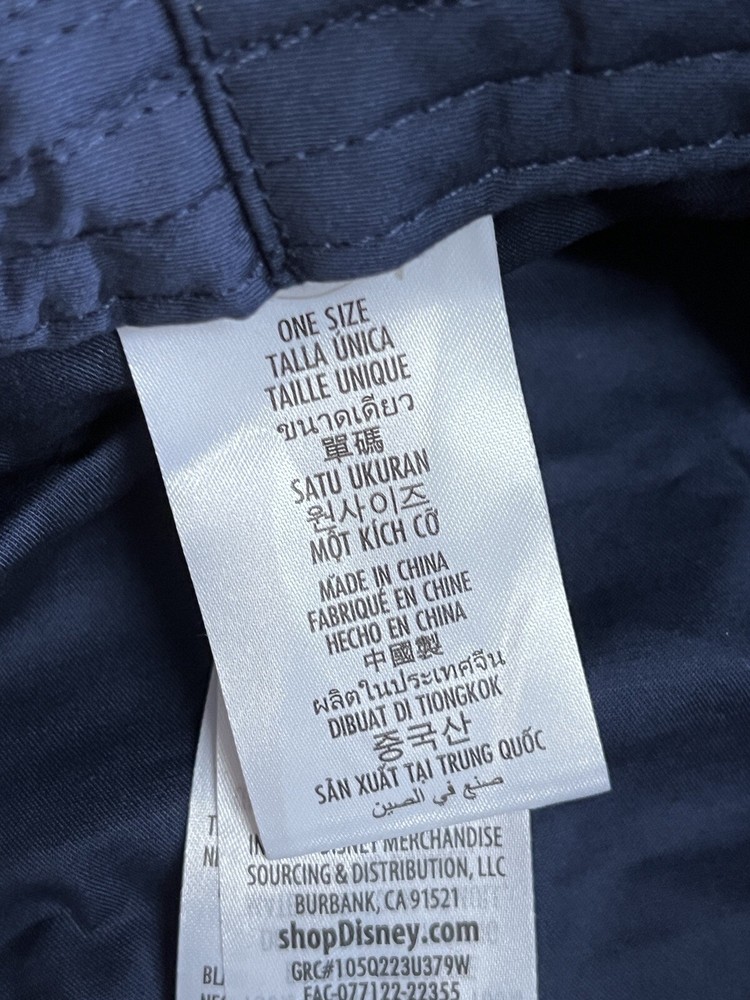 ONE SIZE
TALLA ÚNICA
TAILLE UNIQUE
ขนาดเดียว
單碼
SATU UKURAN
원사이즈
MỘT KÍCH CỠ
MADE IN CHINA
FABRIQUÉ EN CHINE
HECHO EN CHINA
中國製
ผลิตในประเทศจีน
DIBUAT DI TIONGKOK
중국산
SẢN XUẤT TẠI TRUNG QUỐC
صنع في الصين
DISNEY MERCHANDISE
SOURCING & DISTRIBUTION, LLC
BURBANK, CA 91521
shopDisney.com
GRC#105Q223U379W
FAC-077122-22355